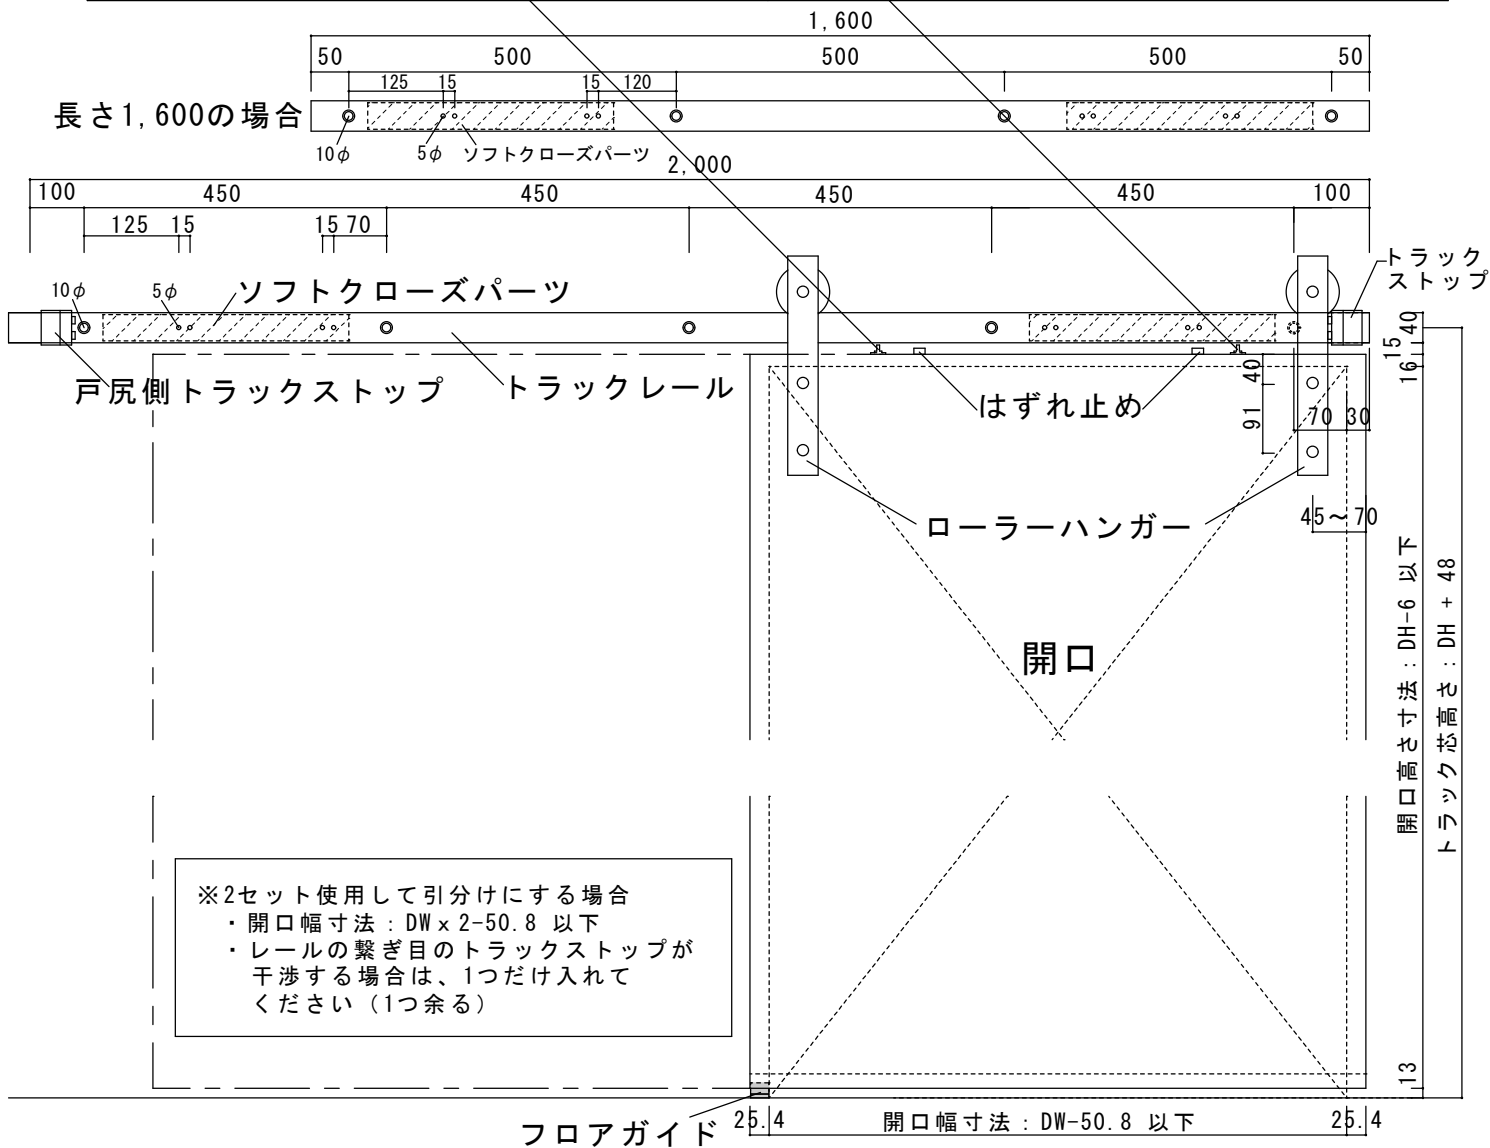 1,600
50 500 500 500 50
125 15 15 120
長さ1,600の場合
10φ 5φ ソフトクローズパーツ
2,000
100 450 450 450 450 100
125 15 15 70
トラック
ストップ
10φ 5φ ソフトクローズパーツ
40
15
16
戸尻側トラックストップ トラックレール はずれ止め
40
91
70 30
ローラーハンガー
45~70
開口
開口高さ寸法:DH-6 以下
トラック芯高さ:DH + 48
※2セット使用して引分けにする場合
・開口幅寸法:DWx2-50.8 以下
・レールの繋ぎ目のトラックストップが
干渉する場合は、1つだけ入れて
ください(1つ余る)
13
フロアガイド
25.4 開口幅寸法:DW-50.8 以下 25.4